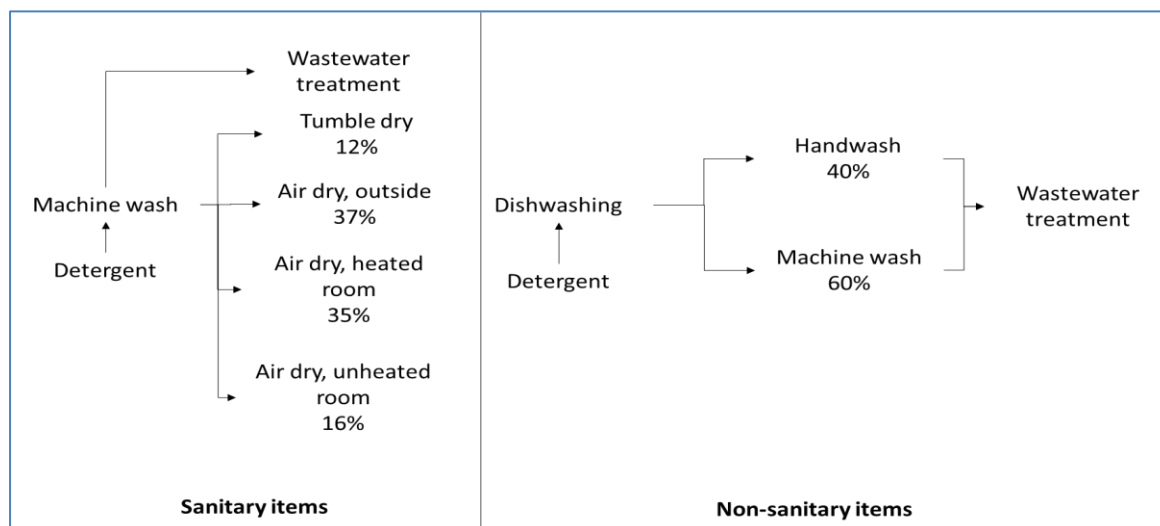 Wastewater
treatment
Tumble dry
12%
Machine wash
Air dry, outside
37%
Detergent
Air dry, heated
room
35%
Air dry, unheated
room
16%
Sanitary items
Handwash
40%
Dishwashing
Wastewater
treatment
Detergent
Machine wash
60%
Non-sanitary items